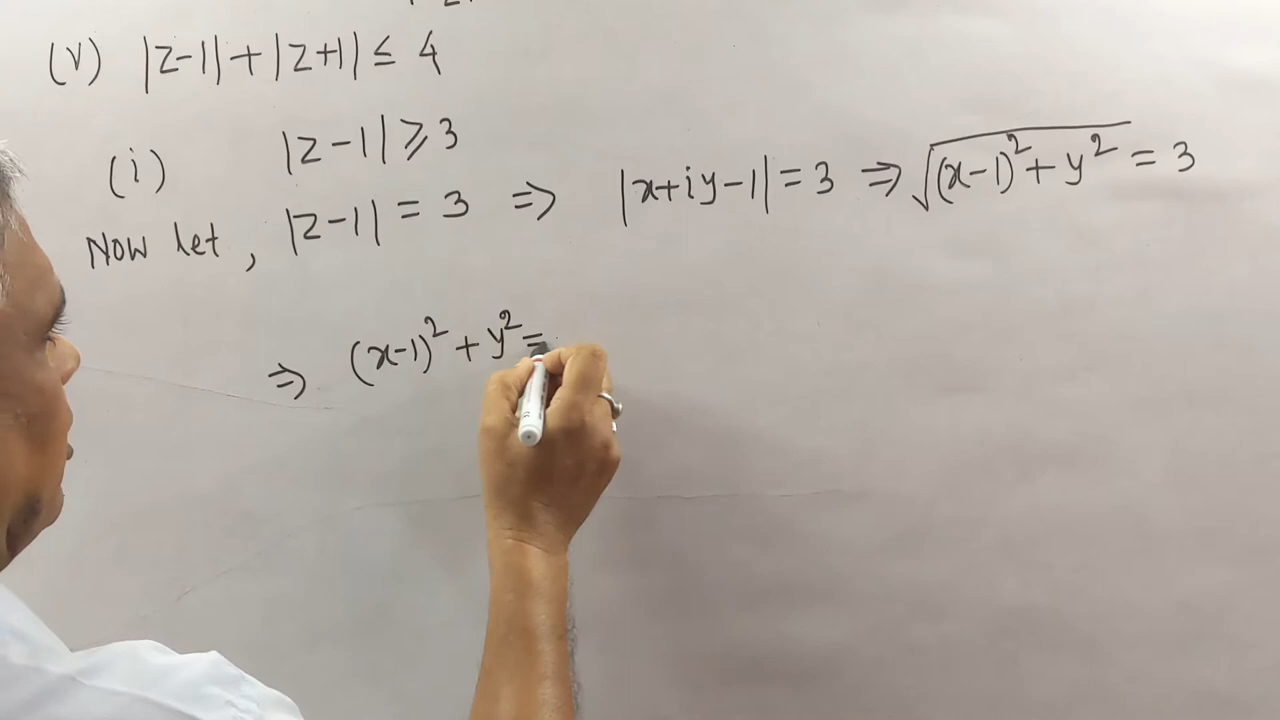 (V) |z-1|+|z+1| ≤ 4
(i) |z-1| ≥ 3
Now let, |z-1| = 3 ⇒ |x+iy-1| = 3 ⇒ √((x-1)²+y²) = 3
⇒ (x-1)² + y² =